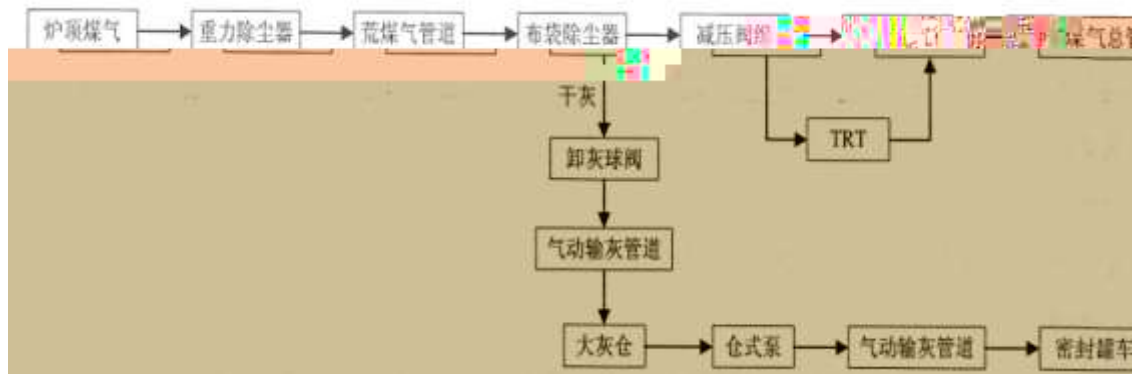 炉顶煤气
重力除尘器
荒煤气管道
布袋除尘器
减压阀
煤气总管
干灰
TRT
卸灰球阀
气动输灰管道
大灰仓
仓式泵
气动输灰管道
密封罐车